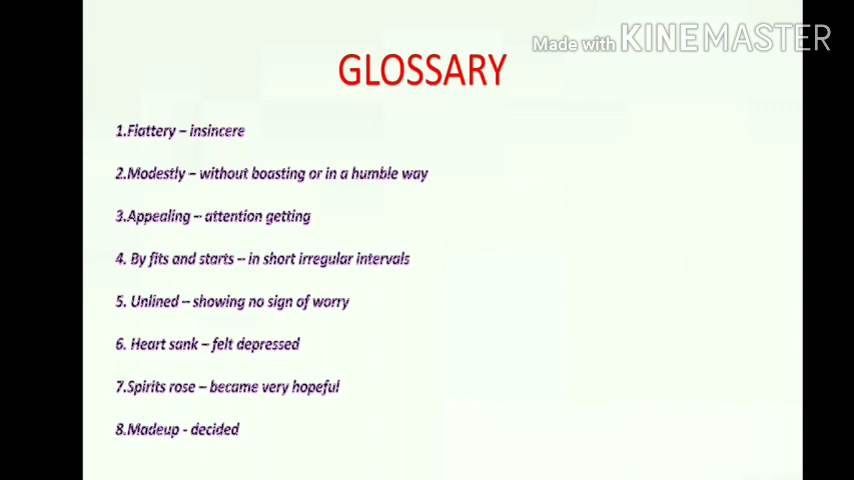 Made with KINEMASTER
GLOSSARY
1.Flattery – insincere
2.Modestly – without boasting or in a humble way
3.Appealing – attention getting
4. By fits and starts – in short irregular intervals
5. Unlined – showing no sign of worry
6. Heart sank – felt depressed
7.Spirits rose – became very hopeful
8.Madeup - decided